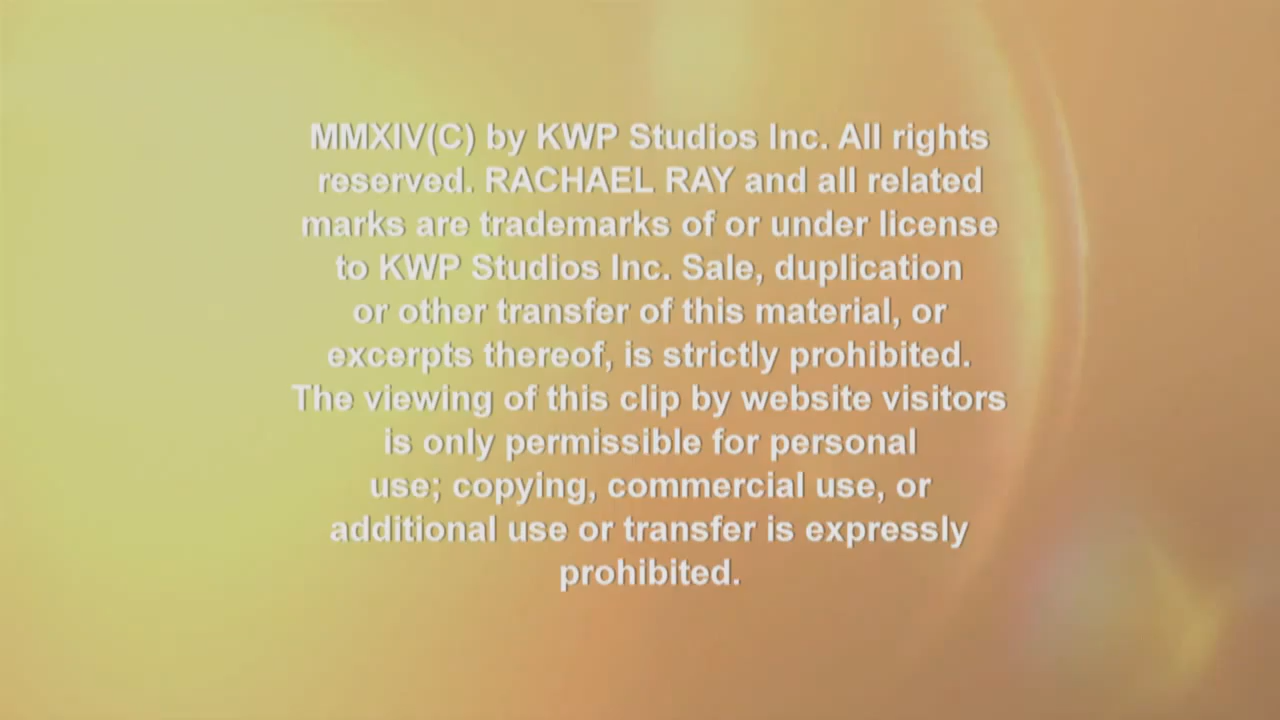 MMXIV(C) by KWP Studios Inc. All rights
reserved. RACHAEL RAY and all related
marks are trademarks of or under license
to KWP Studios Inc. Sale, duplication
or other transfer of this material, or
excerpts thereof, is strictly prohibited.
The viewing of this clip by website visitors
is only permissible for personal
use; copying, commercial use, or
additional use or transfer is expressly
prohibited.